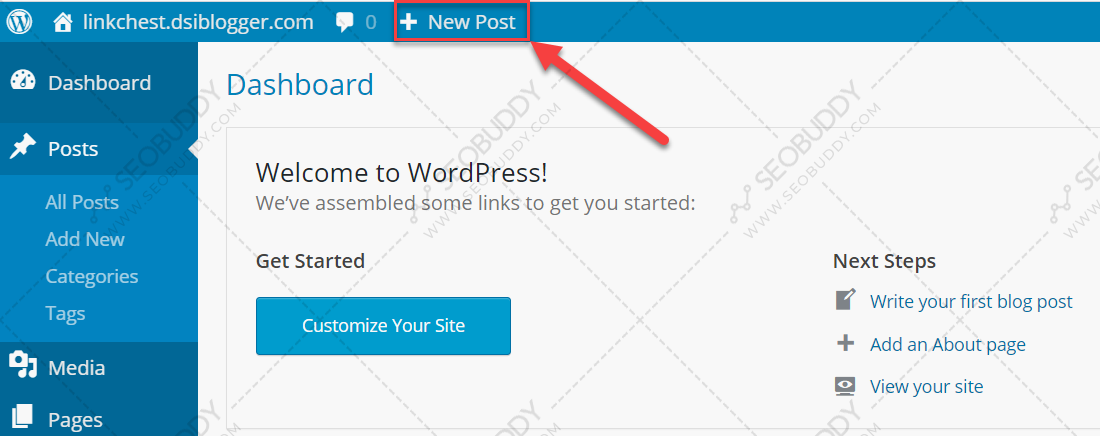 linkchest.dsiblogger.com 0 + New Post
Dashboard
Posts
All Posts
Add New
Categories
Tags
Media
Pages
Dashboard
Welcome to WordPress!
We've assembled some links to get you started:
Get Started
Customize Your Site
Next Steps
Write your first blog post
Add an About page
View your site
SEOBUDDY
WWW.SEOBUDDY.COM